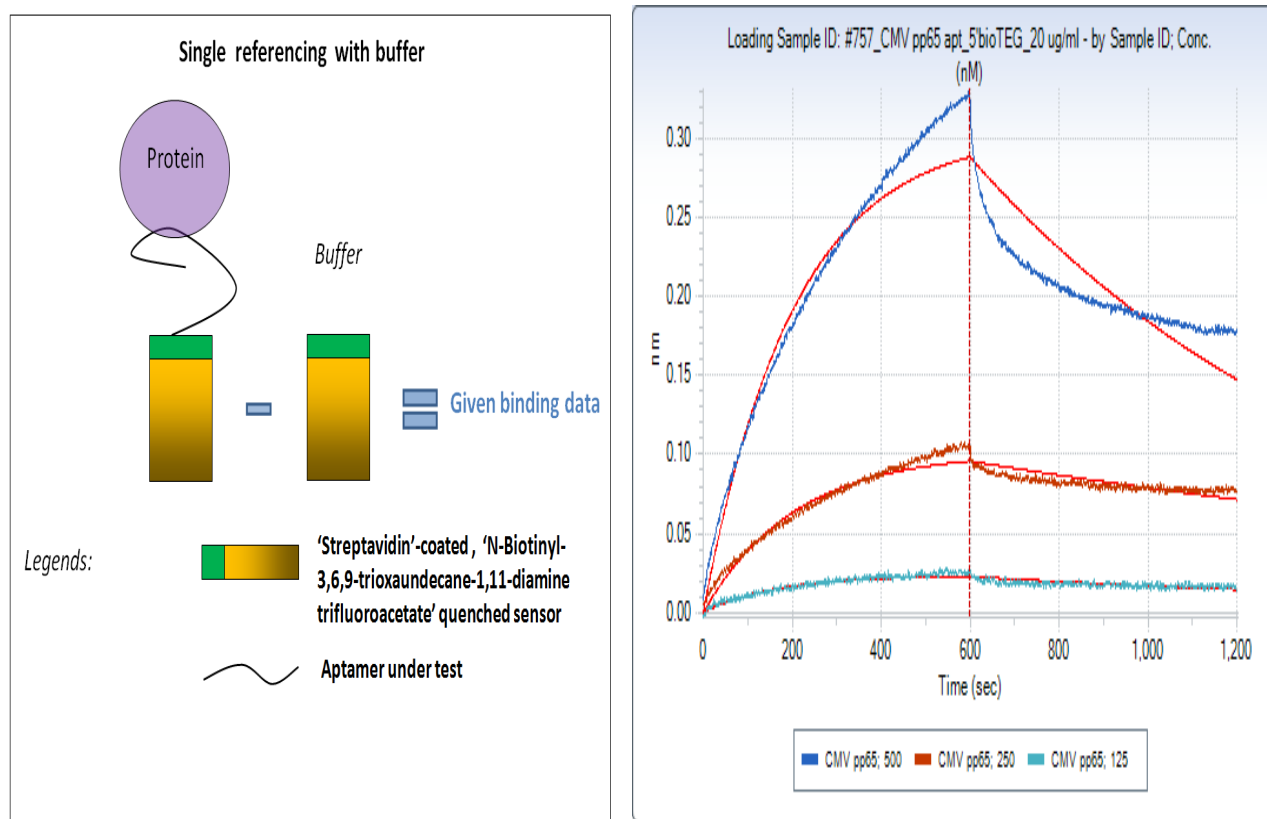 Single referencing with buffer
Protein
Buffer
Given binding data
Legends:
‘Streptavidin’-coated , ‘N-Biotinyl-
3,6,9-trioxaundecane-1,11-diamine
trifluoroacetate’ quenched sensor
Aptamer under test
Loading Sample ID: #757_CMV pp65 apt_5'bioTEG_20 ug/ml - by Sample ID; Conc.
(nM)
0.30
0.25
0.20
0.15
0.10
0.05
0.00
nm
0 200 400 600 800 1,000 1,200
Time (sec)
CMV pp65; 500 CMV pp65; 250 CMV pp65; 125